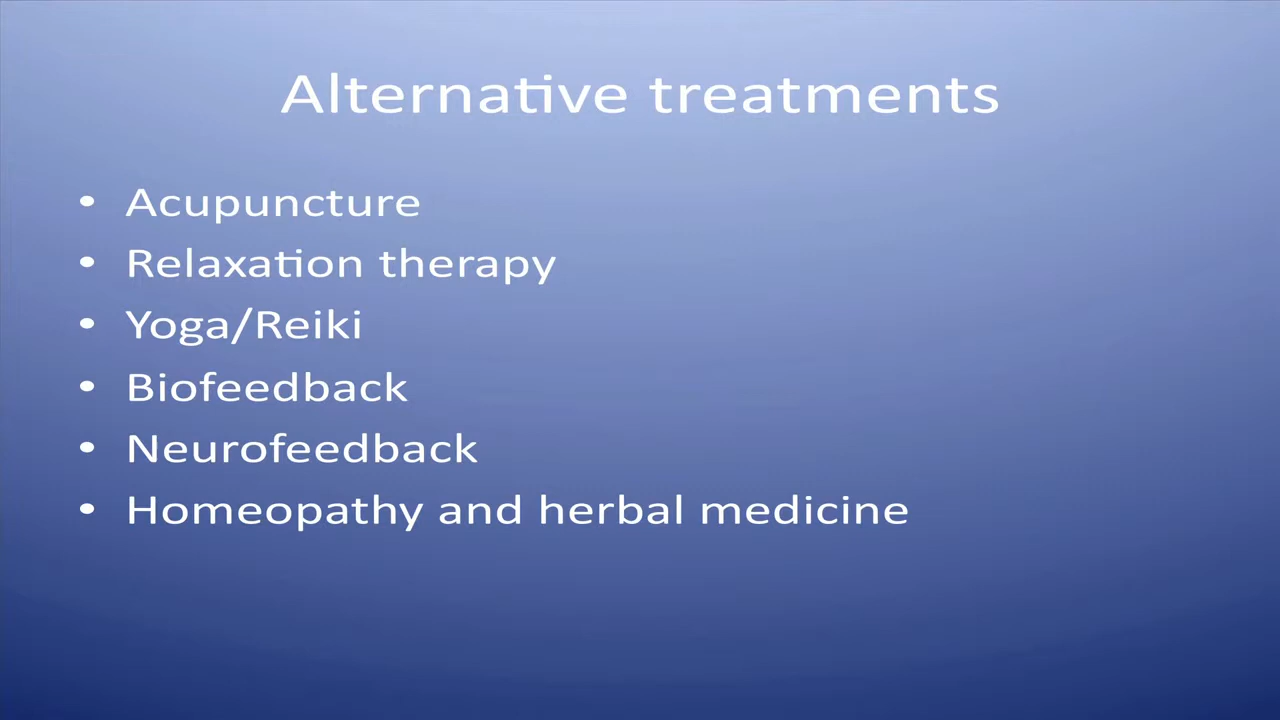 Alternative treatments
• Acupuncture
• Relaxation therapy
• Yoga/Reiki
• Biofeedback
• Neurofeedback
• Homeopathy and herbal medicine